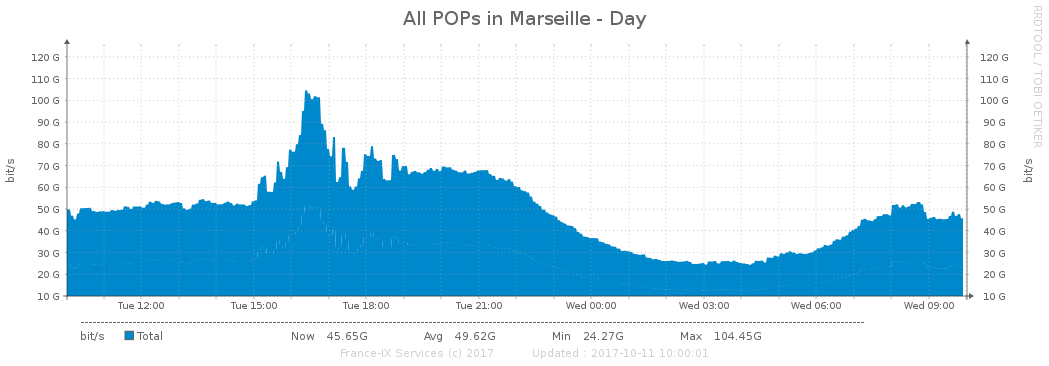 All POPs in Marseille - Day
RRDTOOL / TOBI OETIKER
120 G 120 G
110 G 110 G
100 G 100 G
90 G 90 G
80 G 80 G
70 G 70 G
60 G 60 G
50 G 50 G
40 G 40 G
30 G 30 G
20 G 20 G
10 G 10 G
bit/s bit/s
Tue 12:00 Tue 15:00 Tue 18:00 Tue 21:00 Wed 00:00 Wed 03:00 Wed 06:00 Wed 09:00
bit/s Total Now 45.65G Avg 49.62G Min 24.27G Max 104.45G
France-IX Services (c) 2017 Updated : 2017-10-11 10:00:01